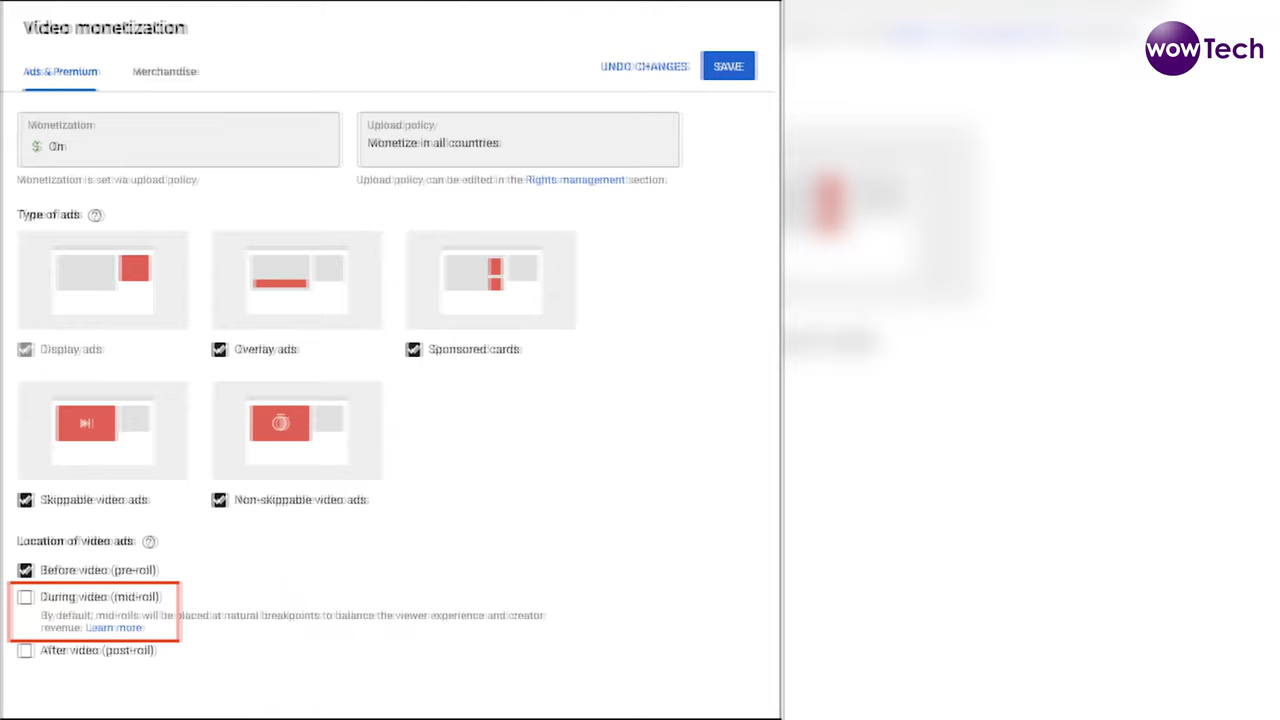 Video monetization
wowTech
Ads & Premium
Merchandise
UNDO CHANGES
SAVE
Monetization
On
Upload policy
Monetize in all countries
Monetization is set via upload policy
Upload policy can be edited in the Rights management section.
Type of ads
Display ads
Overlay ads
Sponsored cards
Skippable video ads
Non-skippable video ads
Location of video ads
Before video (pre-roll)
During video (mid-roll)
By default, mid-rolls will be placed at natural breakpoints to balance the viewer experience and creator
revenue. Learn more
After video (post-roll)